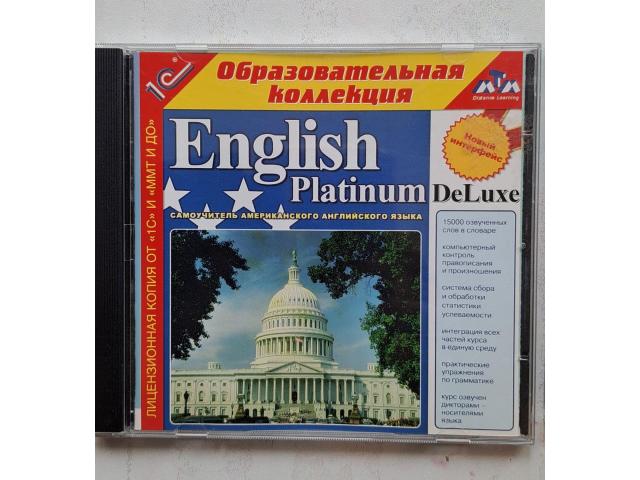 1С®
Образовательная
коллекция
МТМ
Distance Learning
Новый
интерфейс
English
Platinum DeLuxe
САМОУЧИТЕЛЬ АМЕРИКАНСКОГО АНГЛИЙСКОГО ЯЗЫКА
ЛИЦЕНЗИОННАЯ КОПИЯ ОТ «1С» И «ММТ И ДО»
15000 озвученных
слов в словаре
компьютерный
контроль
правописания
и произношения
система сбора
и обработки
статистики
успеваемости
интеграция всех
частей курса
в единую среду
практические
упражнения
по грамматике
курс озвучен
дикторами –
носителями
языка